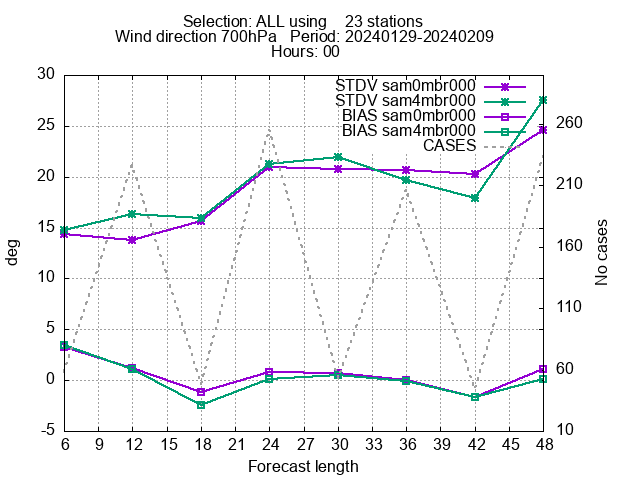 Selection: ALL using 23 stations
Wind direction 700hPa Period: 20240129-20240209
Hours: 00
STDV sam0mbr000
STDV sam4mbr000
BIAS sam0mbr000
BIAS sam4mbr000
CASES
30
25
20
15
10
5
0
-5
deg
260
210
160
110
60
10
No cases
6 9 12 15 18 21 24 27 30 33 36 39 42 45 48
Forecast length